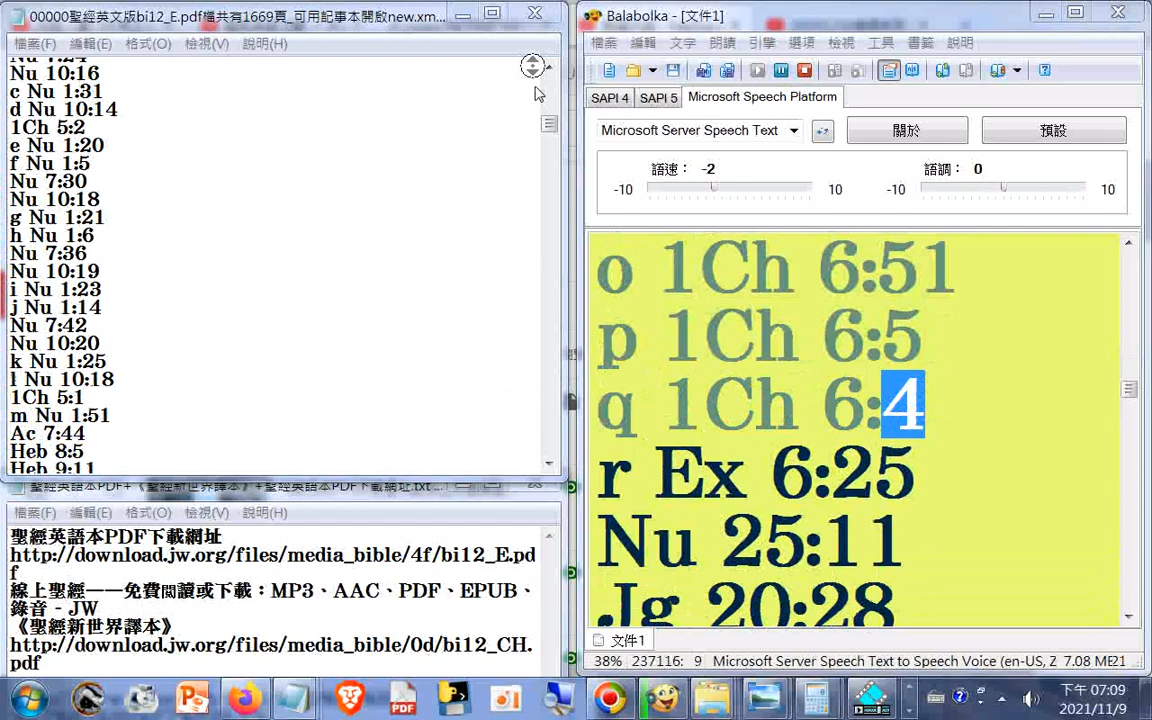 00000聖經英文版bi12_E.pdf檔共有1669頁_可用記事本開啟new.xm...
檔案(F) 編輯(E) 格式(O) 檢視(V) 說明(H)
Nu 7:24
Nu 10:16
c Nu 1:31
d Nu 10:14
1Ch 5:2
e Nu 1:20
f Nu 1:5
Nu 7:30
Nu 10:18
g Nu 1:21
h Nu 1:6
Nu 7:36
Nu 10:19
i Nu 1:23
j Nu 1:14
Nu 7:42
Nu 10:20
k Nu 1:25
l Nu 10:18
1Ch 5:1
m Nu 1:51
Ac 7:44
Heb 8:5
Heb 9:11
聖經英語本PDF+《聖經新世界譯本》+聖經英語本PDF下載網址.txt ...
檔案(F) 編輯(E) 格式(O) 檢視(V) 說明(H)
聖經英語本PDF下載網址
http://download.jw.org/files/media_bible/4f/bi12_E.pd
f
線上聖經——免費閱讀或下載：MP3、AAC、PDF、EPUB、
錄音 - JW
《聖經新世界譯本》
http://download.jw.org/files/media_bible/0d/bi12_CH.
pdf
Balabolka - [文件1]
檔案 編輯 文字 朗讀 引擎 選項 檢視 工具 書籤 說明
SAPI 4 SAPI 5 Microsoft Speech Platform
Microsoft Server Speech Text 關於 預設
語速： -2 語調： 0
-10 10 -10 10
o 1Ch 6:51
p 1Ch 6:5
q 1Ch 6:4
r Ex 6:25
Nu 25:11
Jg 20:28
文件1
38% 237116: 9 Microsoft Server Speech Text to Speech Voice (en-US, Z 7.08 ME21
下午 07:09
2021/11/9